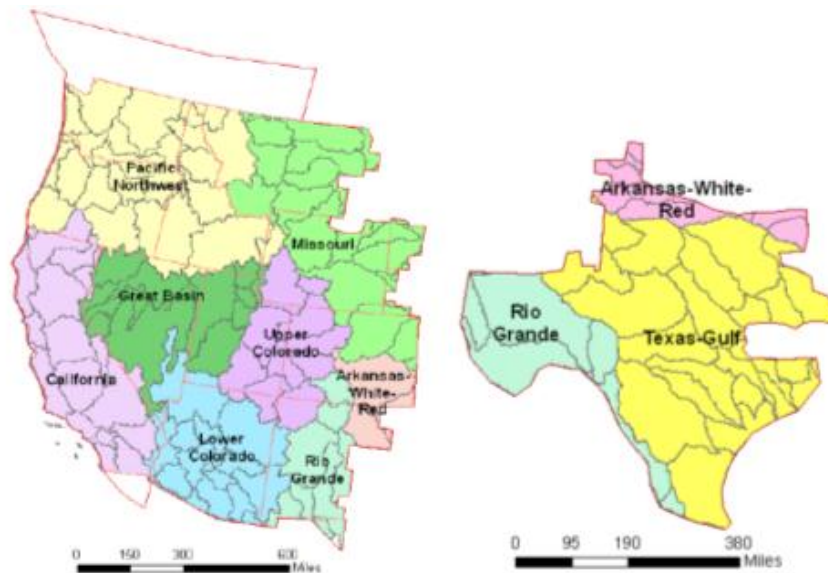 Pacific
Northwest
Missouri
Great Basin
Upper
Colorado
California
Arkansas-
White-
Red
Lower
Colorado
Rio
Grande
0 150 300 600
Miles
Arkansas-White-
Red
Rio
Grande
Texas-Gulf
0 95 190 380
Miles